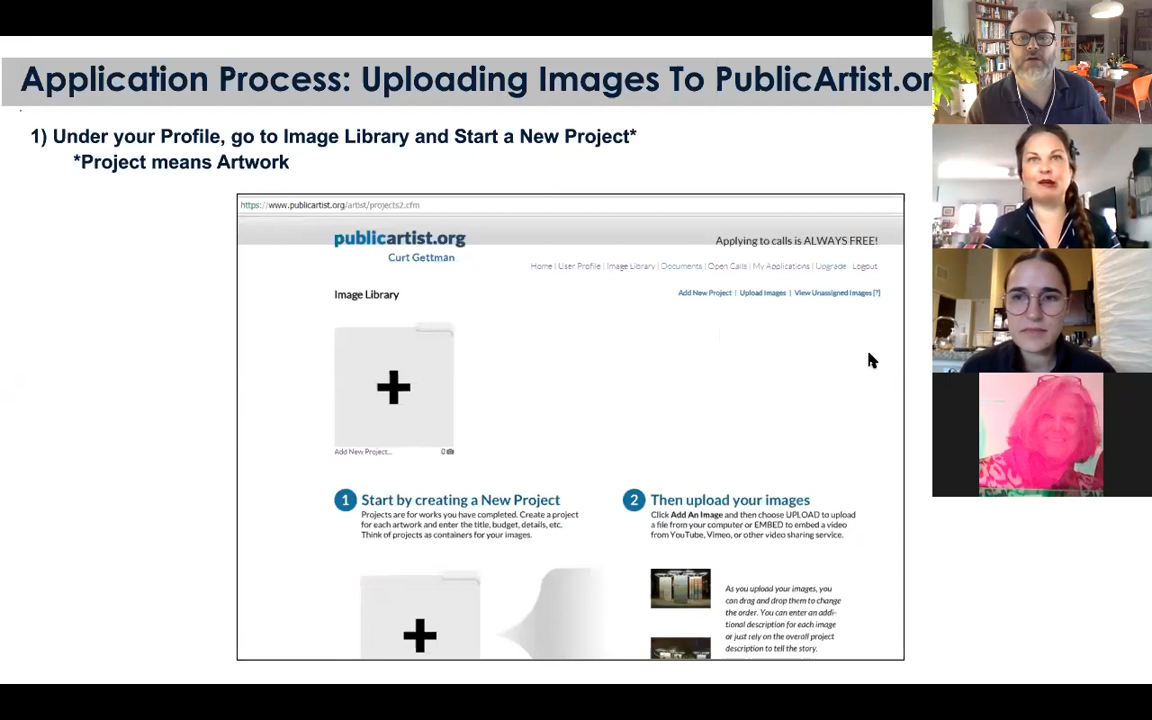 Application Process: Uploading Images To PublicArtist.or
1) Under your Profile, go to Image Library and Start a New Project*
*Project means Artwork
https://www.publicartist.org/artist/projects2.cfm
publicartist.org
Applying to calls is ALWAYS FREE!
Curt Gettman
Home | User Profile | Image Library | Documents | Open Calls | My Applications | Upgrade | Logout
Image Library
Add New Project | Upload Images | View Unassigned Images [?]
+
Add New Project...
0
1 Start by creating a New Project
Projects are for works you have completed. Create a project
for each artwork and enter the title, budget, details, etc.
Think of projects as containers for your images.
2 Then upload your images
Click Add An Image and then choose UPLOAD to upload
a file from your computer or EMBED to embed a video
from YouTube, Vimeo, or other video sharing service.
+
As you upload your images, you
can drag and drop them to change
the order. You can enter an addi-
tional description for each image
or just rely on the overall project
description to tell the story.